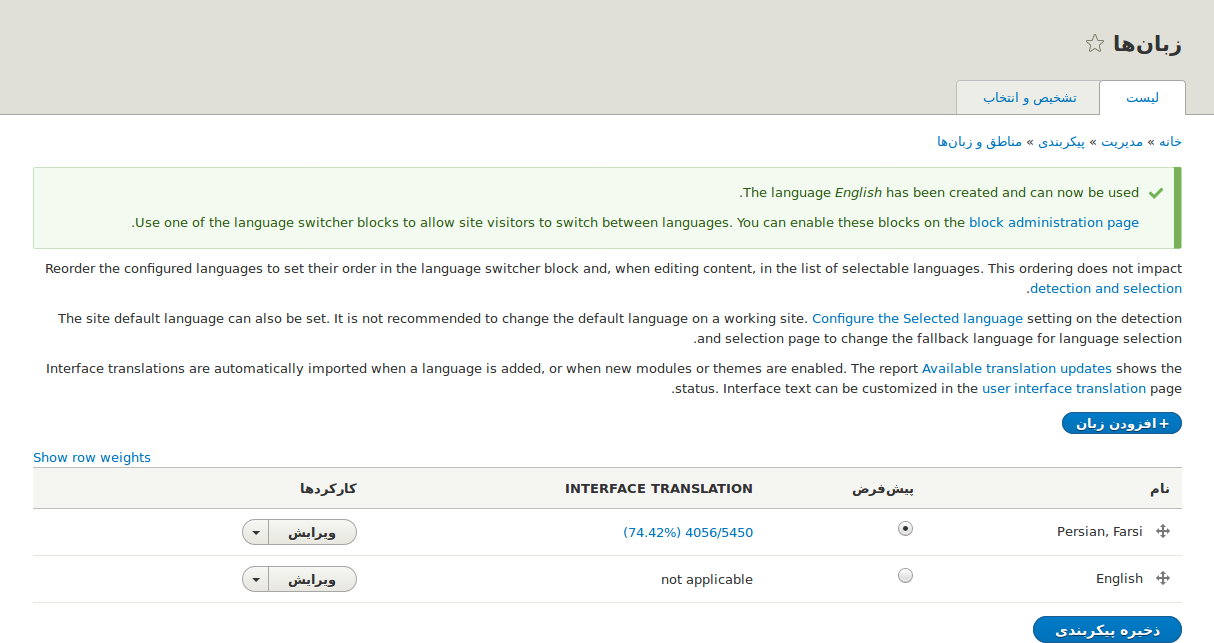 زبان‌ها
لیست
تشخیص و انتخاب
خانه » مدیریت » پیکربندی » مناطق و زبان‌ها
The language English has been created and can now be used.
Use one of the language switcher blocks to allow site visitors to switch between languages. You can enable these blocks on the block administration page.
Reorder the configured languages to set their order in the language switcher block and, when editing content, in the list of selectable languages. This ordering does not impact
detection and selection.
The site default language can also be set. It is not recommended to change the default language on a working site. Configure the Selected language setting on the detection
and selection page to change the fallback language for language selection.
Interface translations are automatically imported when a language is added, or when new modules or themes are enabled. The report Available translation updates shows the
status. Interface text can be customized in the user interface translation page.
+ افزودن زبان
Show row weights
نام پیش‌فرض INTERFACE TRANSLATION کارکردها
Persian, Farsi 4056/5450 (74.42%) ویرایش
English not applicable ویرایش
ذخیره پیکربندی